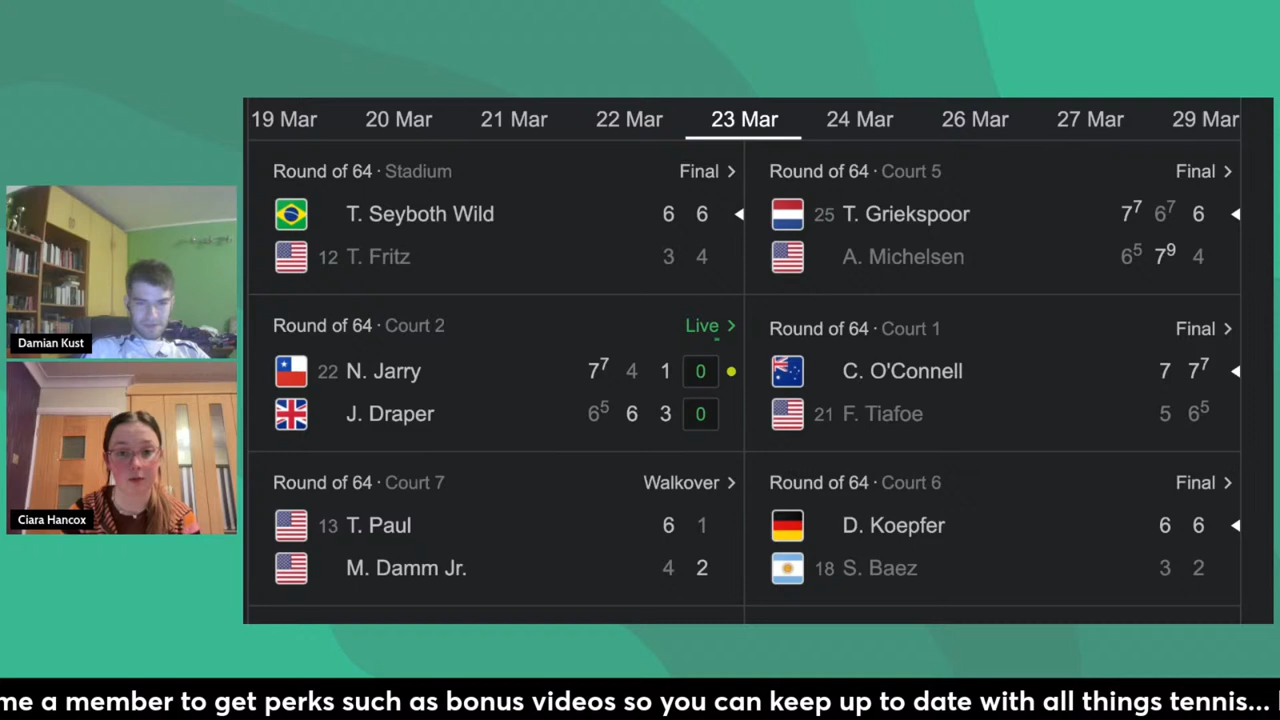 19 Mar 20 Mar 21 Mar 22 Mar 23 Mar 24 Mar 26 Mar 27 Mar 29 Mar
Round of 64 · Stadium Final
T. Seyboth Wild 6 6
12 T. Fritz 3 4
Round of 64 · Court 5 Final
25 T. Griekspoor 7⁷ 6⁷ 6
A. Michelsen 6⁵ 7⁹ 4
Round of 64 · Court 2 Live
22 N. Jarry 7⁷ 4 1 0
J. Draper 6⁵ 6 3 0
Round of 64 · Court 1 Final
C. O'Connell 7 7⁷
21 F. Tiafoe 5 6⁵
Round of 64 · Court 7 Walkover
13 T. Paul 6 1
M. Damm Jr. 4 2
Round of 64 · Court 6 Final
D. Koepfer 6 6
18 S. Baez 3 2
Damian Kust
Ciara Hancox
me a member to get perks such as bonus videos so you can keep up to date with all things tennis...